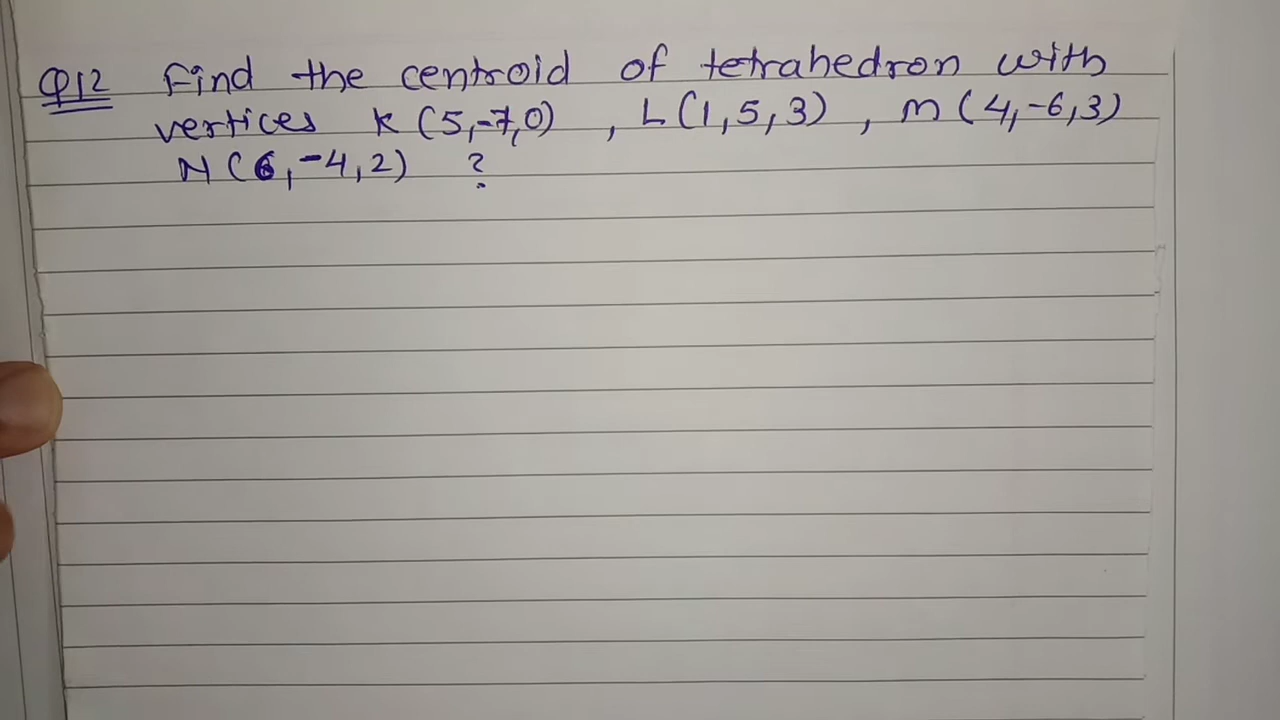 Q12 Find the centroid of tetrahedron with
vertices K(5,-7,0) , L(1,5,3) , M(4,-6,3)
N(6,-4,2) ?